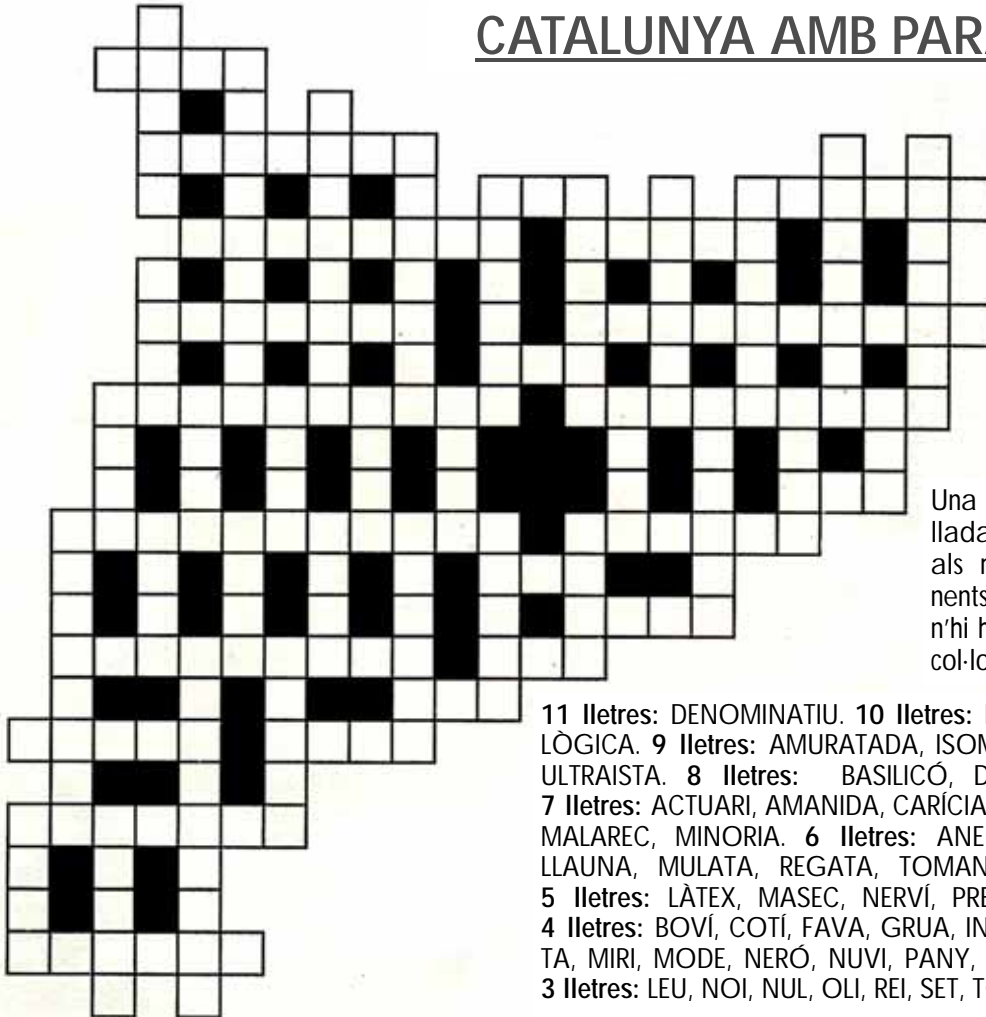 CATALUNYA AMB PARA
Una
llada
als
nents
n'hi h
col·lo
11 lletres: DENOMINATIU. 10 lletres:
LÒGICA. 9 lletres: AMURATADA, ISOM
ULTRAISTA. 8 lletres: BASILICÓ, D
7 lletres: ACTUARI, AMANIDA, CARÍCIA
MALAREC, MINORIA. 6 lletres: ANE
LLAUNA, MULATA, REGATA, TOMAN
5 lletres: LÀTEX, MASEC, NERVÍ, PRE
4 lletres: BOVÍ, COTÍ, FAVA, GRUA, IN
TA, MIRI, MODE, NERÓ, NUVI, PANY,
3 lletres: LEU, NOI, NUL, OLI, REI, SET, T